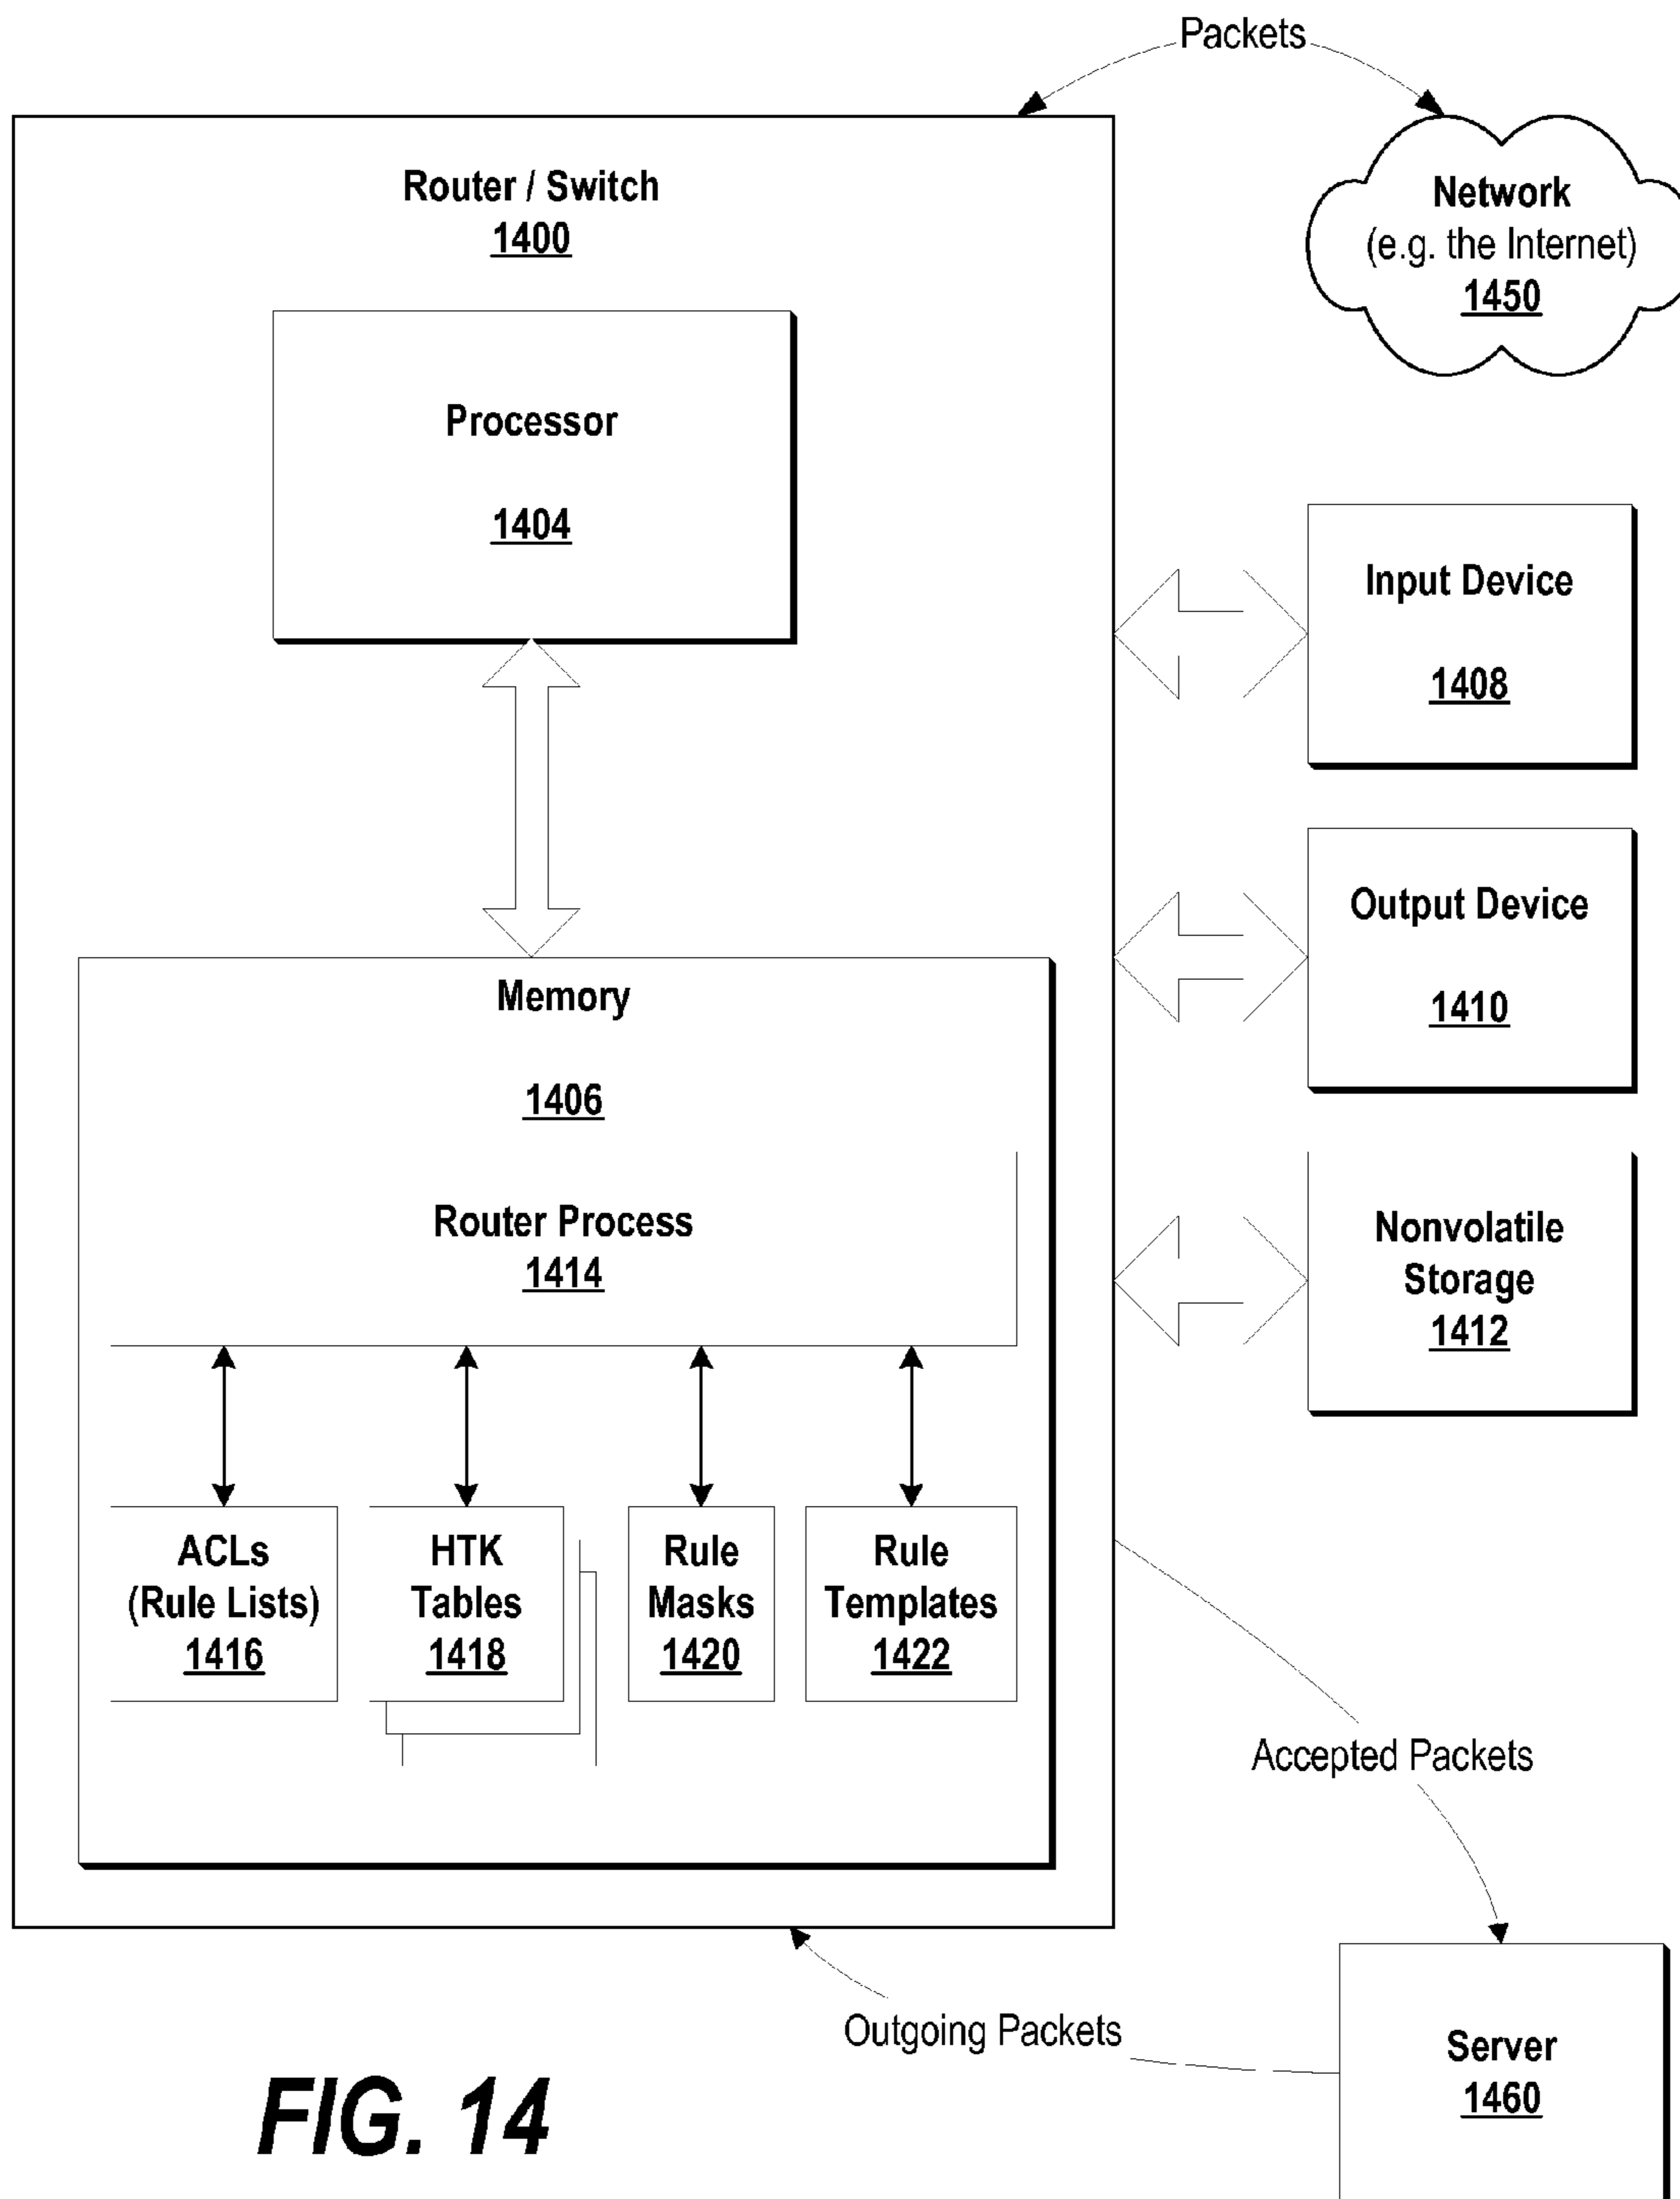 Packets
Router / Switch
1400
Network
(e.g. the Internet)
1450
Processor
1404
Input Device
1408
Output Device
1410
Memory
1406
Router Process
1414
Nonvolatile
Storage
1412
ACLs
(Rule Lists)
1416
HTK
Tables
1418
Rule
Masks
1420
Rule
Templates
1422
Accepted Packets
Outgoing Packets
Server
1460
FIG. 14